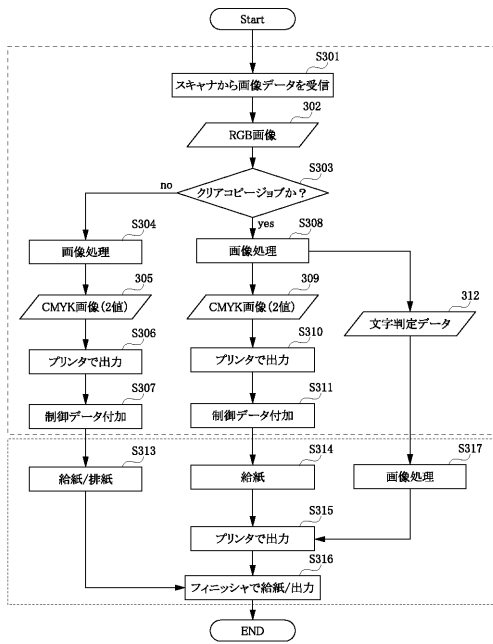 Start
S301
スキャナから画像データを受信
302
RGB画像
S303
クリアコピージョブか？
no
yes
S304
画像処理
S308
画像処理
305
CMYK画像(2値)
309
CMYK画像(2値)
312
文字判定データ
S306
プリンタで出力
S310
プリンタで出力
S307
制御データ付加
S311
制御データ付加
S313
給紙/排紙
S314
給紙
S317
画像処理
S315
プリンタで出力
S316
フィニッシャで給紙/出力
END